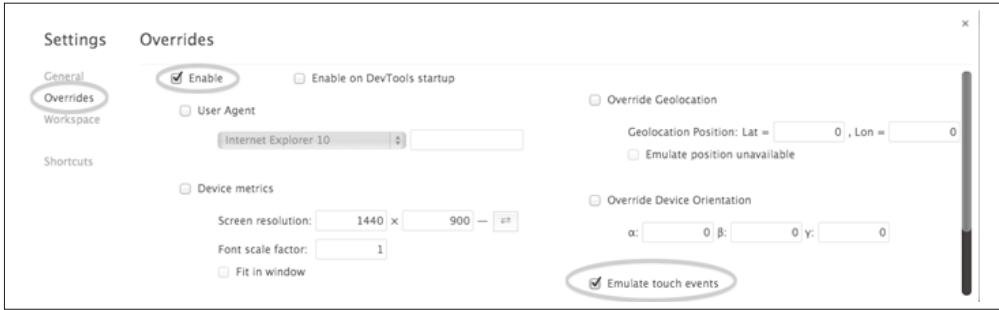 ×
Settings
Overrides
General
Overrides
Workspace
Shortcuts
Enable
Enable on DevTools startup
User Agent
Internet Explorer 10
Device metrics
Screen resolution: 1440 × 900 —
Font scale factor: 1
Fit in window
Override Geolocation
Geolocation Position: Lat = 0 , Lon = 0
Emulate position unavailable
Override Device Orientation
α: 0 β: 0 γ: 0
Emulate touch events